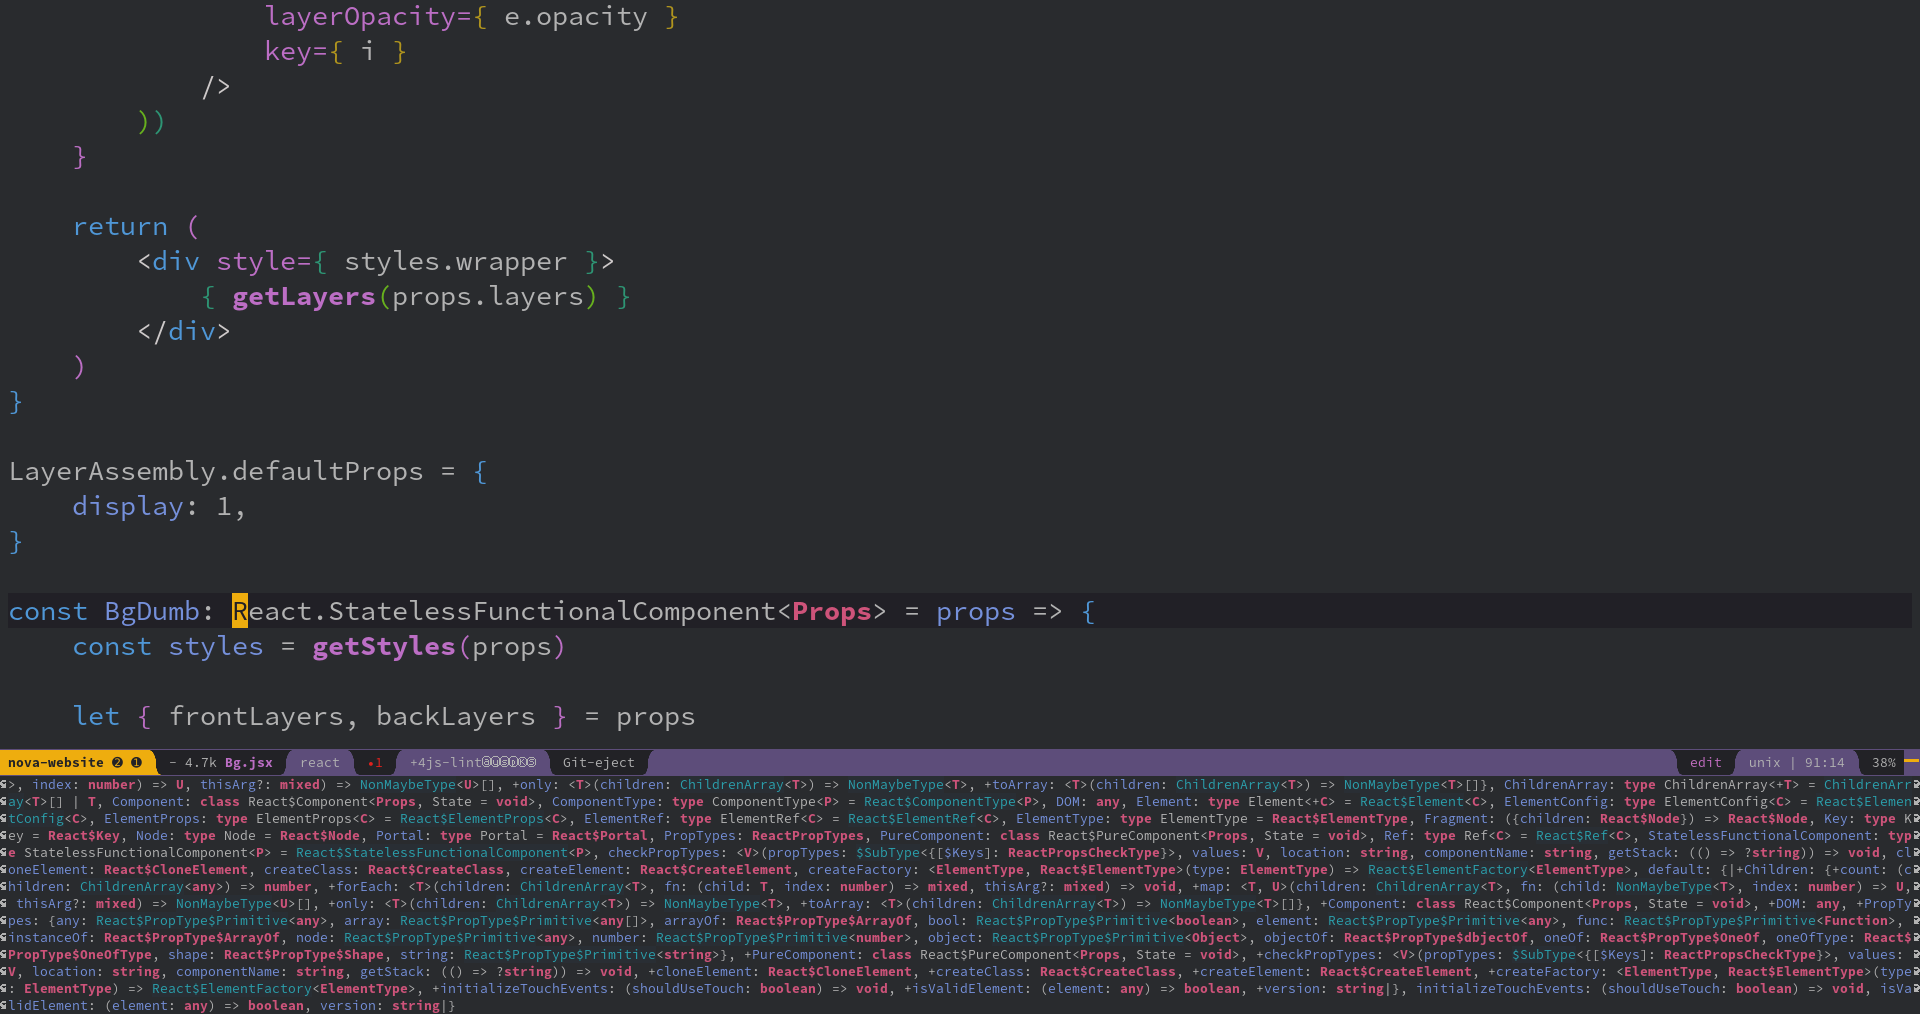 layerOpacity={ e.opacity }
key={ i }
/>
))
}
return (
<div style={ styles.wrapper }>
{ getLayers(props.layers) }
</div>
)
}
LayerAssembly.defaultProps = {
display: 1,
}
const BgDumb: React.StatelessFunctionalComponent<Props> = props => {
const styles = getStyles(props)
let { frontLayers, backLayers } = props
nova-website ❷ ❶ - 4.7k Bg.jsx react •1 +4js-lint Git-eject edit unix | 91:14 38%
>, index: number) => U, thisArg?: mixed) => NonMaybeType<U>[], +only: <T>(children: ChildrenArray<T>) => NonMaybeType<T>, +toArray: <T>(children: ChildrenArray<T>) => NonMaybeType<T>[]}, ChildrenArray: type ChildrenArray<+T> = ChildrenArr
ay<T>[] | T, Component: class React$Component<Props, State = void>, ComponentType: type ComponentType<P> = React$ComponentType<P>, DOM: any, Element: type Element<+C> = React$Element<C>, ElementConfig: type ElementConfig<C> = React$Elemen
tConfig<C>, ElementProps: type ElementProps<C> = React$ElementProps<C>, ElementRef: type ElementRef<C> = React$ElementRef<C>, ElementType: type ElementType = React$ElementType, Fragment: ({children: React$Node}) => React$Node, Key: type K
ey = React$Key, Node: type Node = React$Node, Portal: type Portal = React$Portal, PropTypes: ReactPropTypes, PureComponent: class React$PureComponent<Props, State = void>, Ref: type Ref<C> = React$Ref<C>, StatelessFunctionalComponent: typ
e StatelessFunctionalComponent<P> = React$StatelessFunctionalComponent<P>, checkPropTypes: <V>(propTypes: $SubType<{[$Keys]: ReactPropsCheckType}>, values: V, location: string, componentName: string, getStack: (() => ?string)) => void, cl
oneElement: React$CloneElement, createClass: React$CreateClass, createElement: React$CreateElement, createFactory: <ElementType, React$ElementType>(type: ElementType) => React$ElementFactory<ElementType>, default: {|+Children: {+count: (c
hildren: ChildrenArray<any>) => number, +forEach: <T>(children: ChildrenArray<T>, fn: (child: T, index: number) => mixed, thisArg?: mixed) => void, +map: <T, U>(children: ChildrenArray<T>, fn: (child: NonMaybeType<T>, index: number) => U,
thisArg?: mixed) => NonMaybeType<U>[], +only: <T>(children: ChildrenArray<T>) => NonMaybeType<T>, +toArray: <T>(children: ChildrenArray<T>) => NonMaybeType<T>[]}, +Component: class React$Component<Props, State = void>, +DOM: any, +PropTy
pes: {any: React$PropType$Primitive<any>, array: React$PropType$Primitive<any[]>, arrayOf: React$PropType$ArrayOf, bool: React$PropType$Primitive<boolean>, element: React$PropType$Primitive<any>, func: React$PropType$Primitive<Function>,
instanceOf: React$PropType$ArrayOf, node: React$PropType$Primitive<any>, number: React$PropType$Primitive<number>, object: React$PropType$Primitive<Object>, objectOf: React$PropType$dbjectOf, oneOf: React$PropType$OneOf, oneOfType: React$
PropType$OneOfType, shape: React$PropType$Shape, string: React$PropType$Primitive<string>}, +PureComponent: class React$PureComponent<Props, State = void>, +checkPropTypes: <V>(propTypes: $SubType<{[$Keys]: ReactPropsCheckType}>, values:
V, location: string, componentName: string, getStack: (() => ?string)) => void, +cloneElement: React$CloneElement, +createClass: React$CreateClass, +createElement: React$CreateElement, +createFactory: <ElementType, React$ElementType>(type
: ElementType) => React$ElementFactory<ElementType>, +initializeTouchEvents: (shouldUseTouch: boolean) => void, +isValidElement: (element: any) => boolean, +version: string|}, initializeTouchEvents: (shouldUseTouch: boolean) => void, isVa
lidElement: (element: any) => boolean, version: string|}